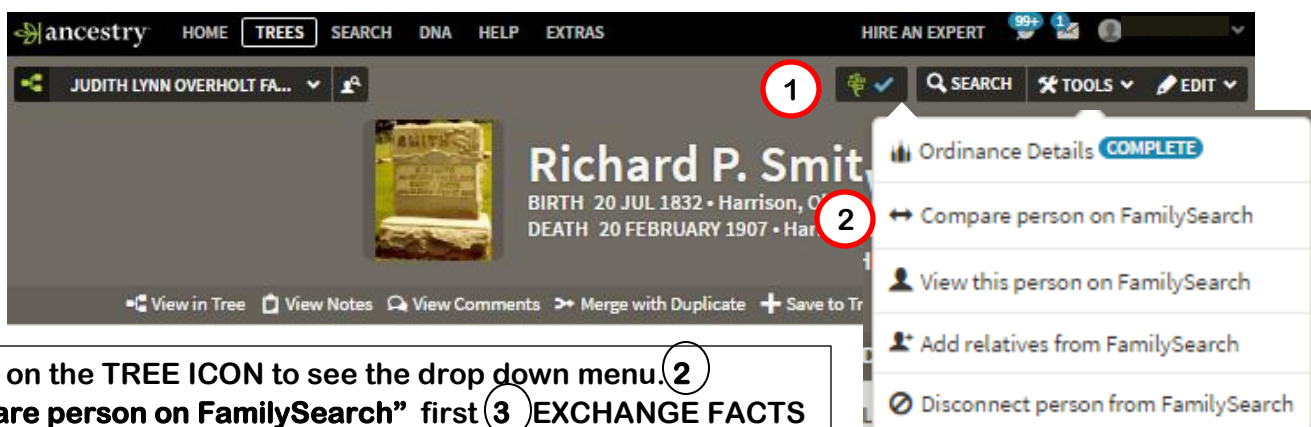 ancestry HOME TREES SEARCH DNA HELP EXTRAS HIRE AN EXPERT 99+ 1
JUDITH LYNN OVERHOLT FA... 1 SEARCH TOOLS EDIT
Ordinance Details COMPLETE
Richard P. Smit
BIRTH 20 JUL 1832 • Harrison, O
2 Compare person on FamilySearch
DEATH 20 FEBRUARY 1907 • Har
View this person on FamilySearch
View in Tree View Notes View Comments Merge with Duplicate Save to Tr
Add relatives from FamilySearch
on the TREE ICON to see the drop down menu. 2
Disconnect person from FamilySearch
are person on FamilySearch” first 3 EXCHANGE FACTS